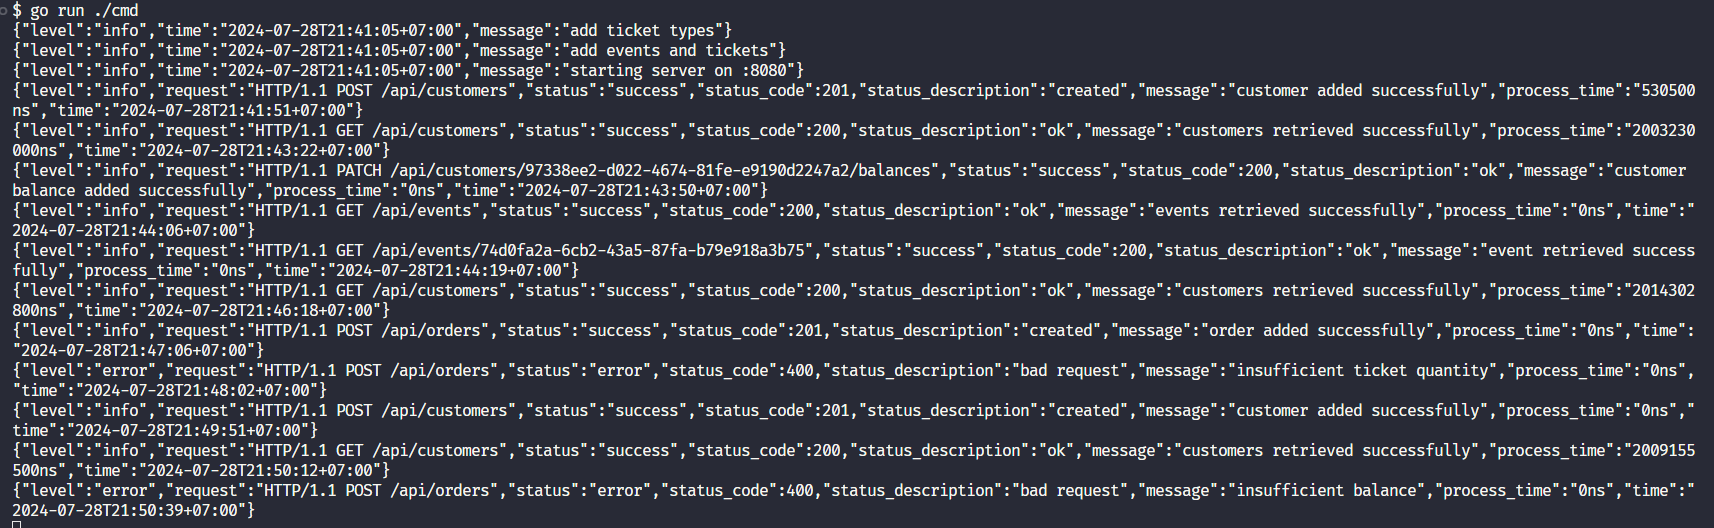 $ go run ./cmd
{"level":"info","time":"2024-07-28T21:41:05+07:00","message":"add ticket types"}
{"level":"info","time":"2024-07-28T21:41:05+07:00","message":"add events and tickets"}
{"level":"info","time":"2024-07-28T21:41:05+07:00","message":"starting server on :8080"}
{"level":"info","request":"HTTP/1.1 POST /api/customers","status":"success","status_code":201,"status_description":"created","message":"customer added successfully","process_time":"530500
ns","time":"2024-07-28T21:41:51+07:00"}
{"level":"info","request":"HTTP/1.1 GET /api/customers","status":"success","status_code":200,"status_description":"ok","message":"customers retrieved successfully","process_time":"2003230
000ns","time":"2024-07-28T21:43:22+07:00"}
{"level":"info","request":"HTTP/1.1 PATCH /api/customers/97338ee2-d022-4674-81fe-e9190d2247a2/balances","status":"success","status_code":200,"status_description":"ok","message":"customer
balance added successfully","process_time":"0ns","time":"2024-07-28T21:43:50+07:00"}
{"level":"info","request":"HTTP/1.1 GET /api/events","status":"success","status_code":200,"status_description":"ok","message":"events retrieved successfully","process_time":"0ns","time":"
2024-07-28T21:44:06+07:00"}
{"level":"info","request":"HTTP/1.1 GET /api/events/74d0fa2a-6cb2-43a5-87fa-b79e918a3b75","status":"success","status_code":200,"status_description":"ok","message":"event retrieved success
fully","process_time":"0ns","time":"2024-07-28T21:44:19+07:00"}
{"level":"info","request":"HTTP/1.1 GET /api/customers","status":"success","status_code":200,"status_description":"ok","message":"customers retrieved successfully","process_time":"2014302
800ns","time":"2024-07-28T21:46:18+07:00"}
{"level":"info","request":"HTTP/1.1 POST /api/orders","status":"success","status_code":201,"status_description":"created","message":"order added successfully","process_time":"0ns","time":
"2024-07-28T21:47:06+07:00"}
{"level":"error","request":"HTTP/1.1 POST /api/orders","status":"error","status_code":400,"status_description":"bad request","message":"insufficient ticket quantity","process_time":"0ns",
"time":"2024-07-28T21:48:02+07:00"}
{"level":"info","request":"HTTP/1.1 POST /api/customers","status":"success","status_code":201,"status_description":"created","message":"customer added successfully","process_time":"0ns","
time":"2024-07-28T21:49:51+07:00"}
{"level":"info","request":"HTTP/1.1 GET /api/customers","status":"success","status_code":200,"status_description":"ok","message":"customers retrieved successfully","process_time":"2009155
500ns","time":"2024-07-28T21:50:12+07:00"}
{"level":"error","request":"HTTP/1.1 POST /api/orders","status":"error","status_code":400,"status_description":"bad request","message":"insufficient balance","process_time":"0ns","time":"
2024-07-28T21:50:39+07:00"}